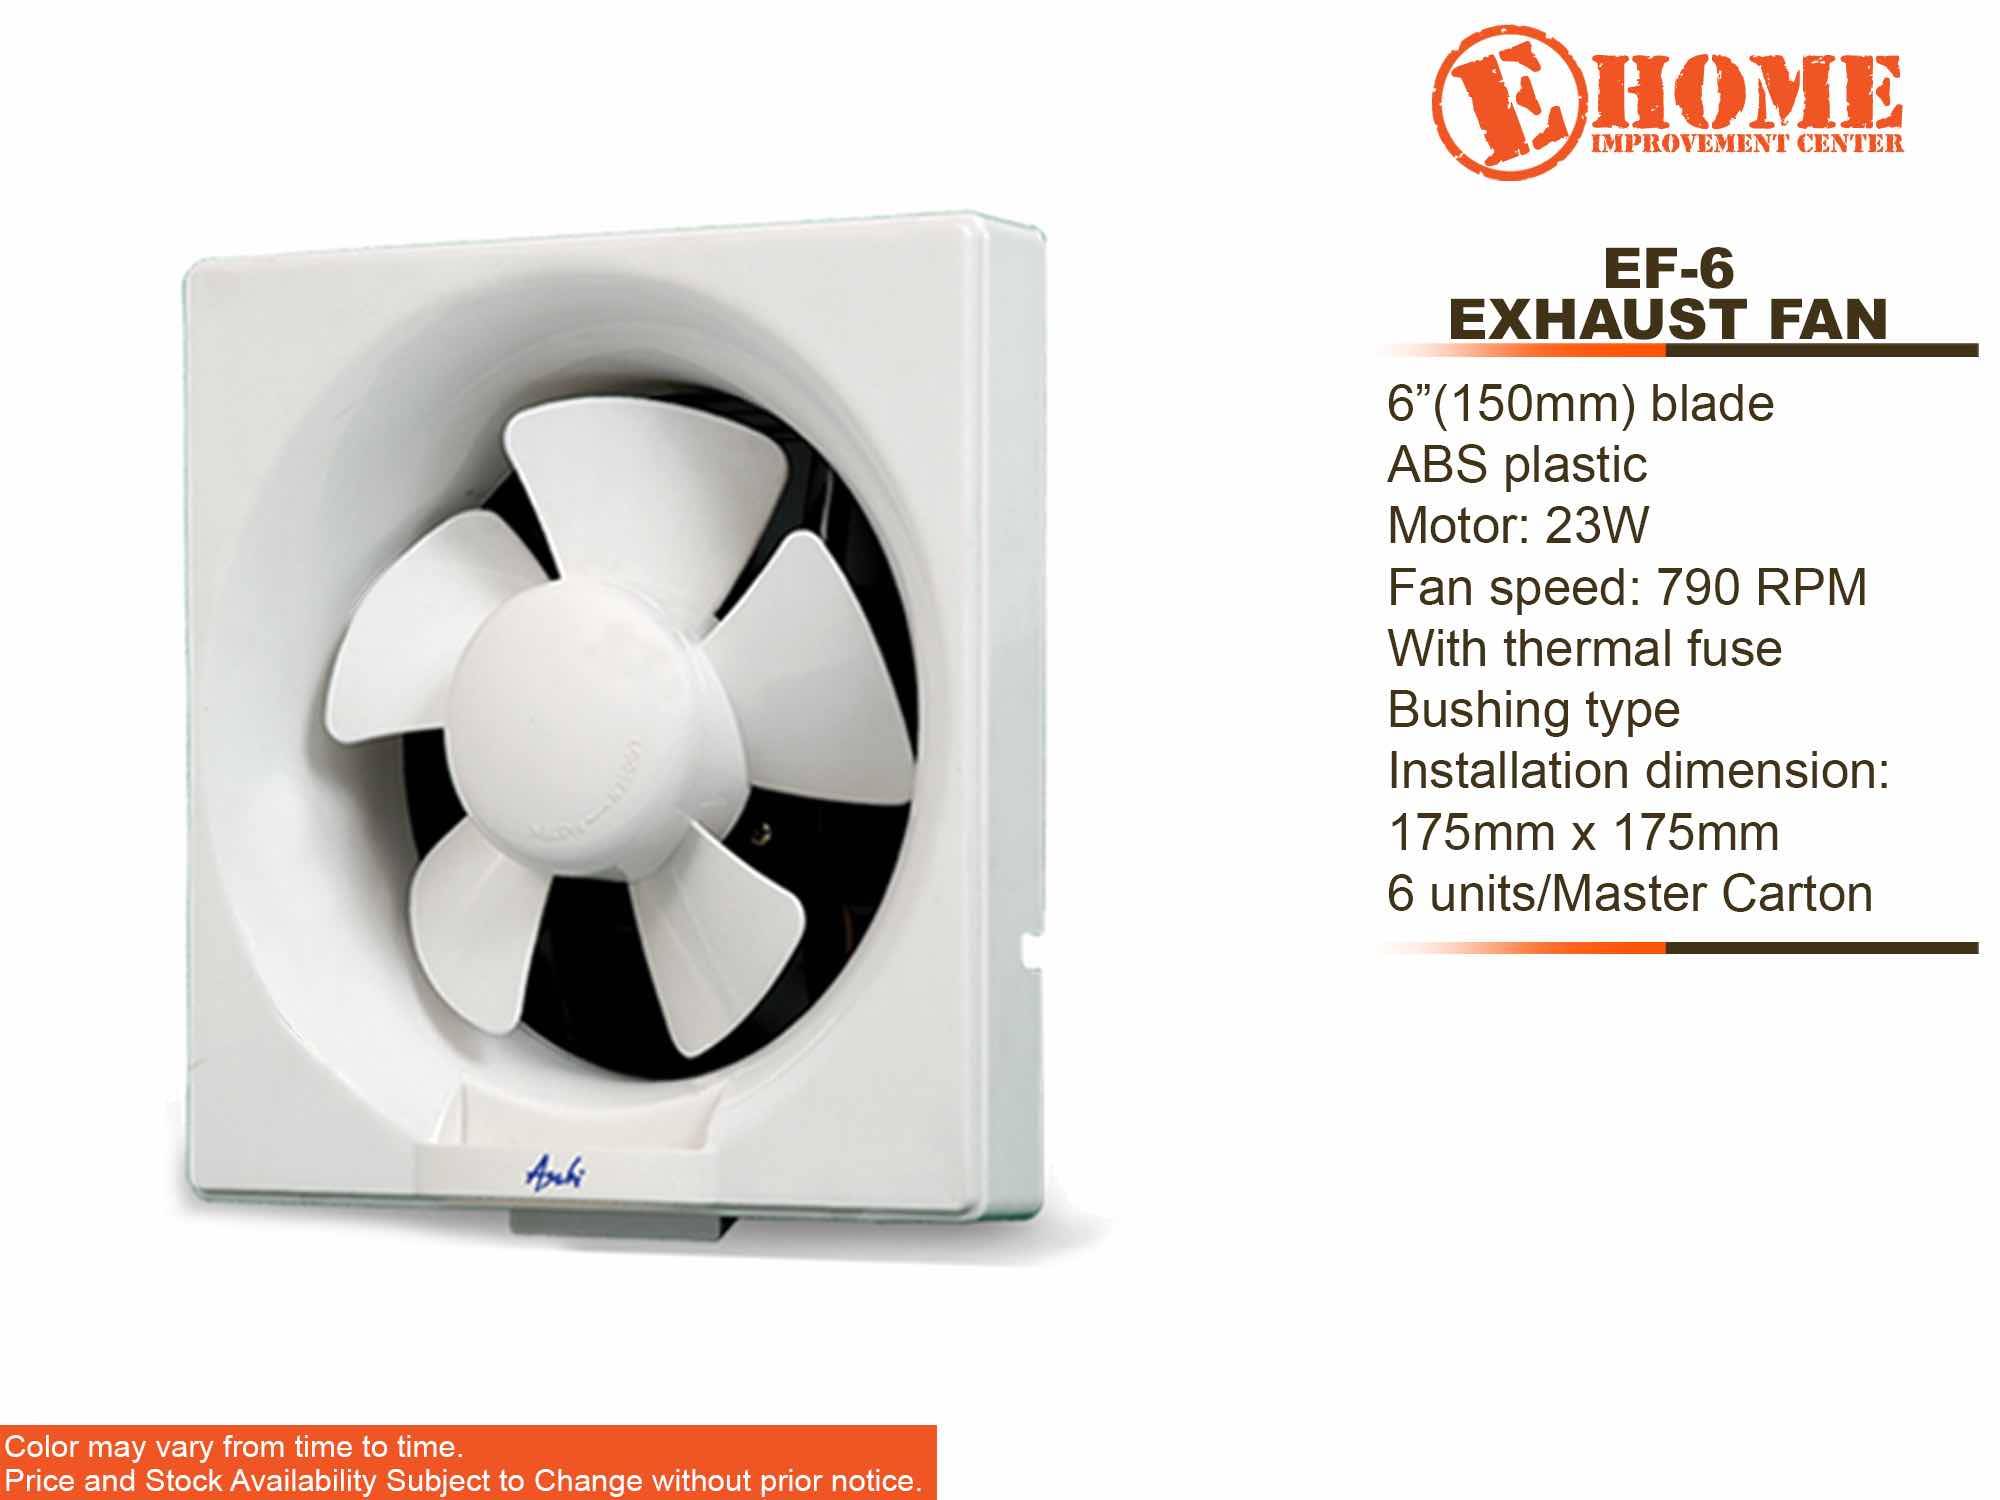 E HOME
IMPROVEMENT CENTER
EF-6
EXHAUST FAN
6”(150mm) blade
ABS plastic
Motor: 23W
Fan speed: 790 RPM
With thermal fuse
Bushing type
Installation dimension:
175mm x 175mm
6 units/Master Carton
Asahi
Color may vary from time to time.
Price and Stock Availability Subject to Change without prior notice.